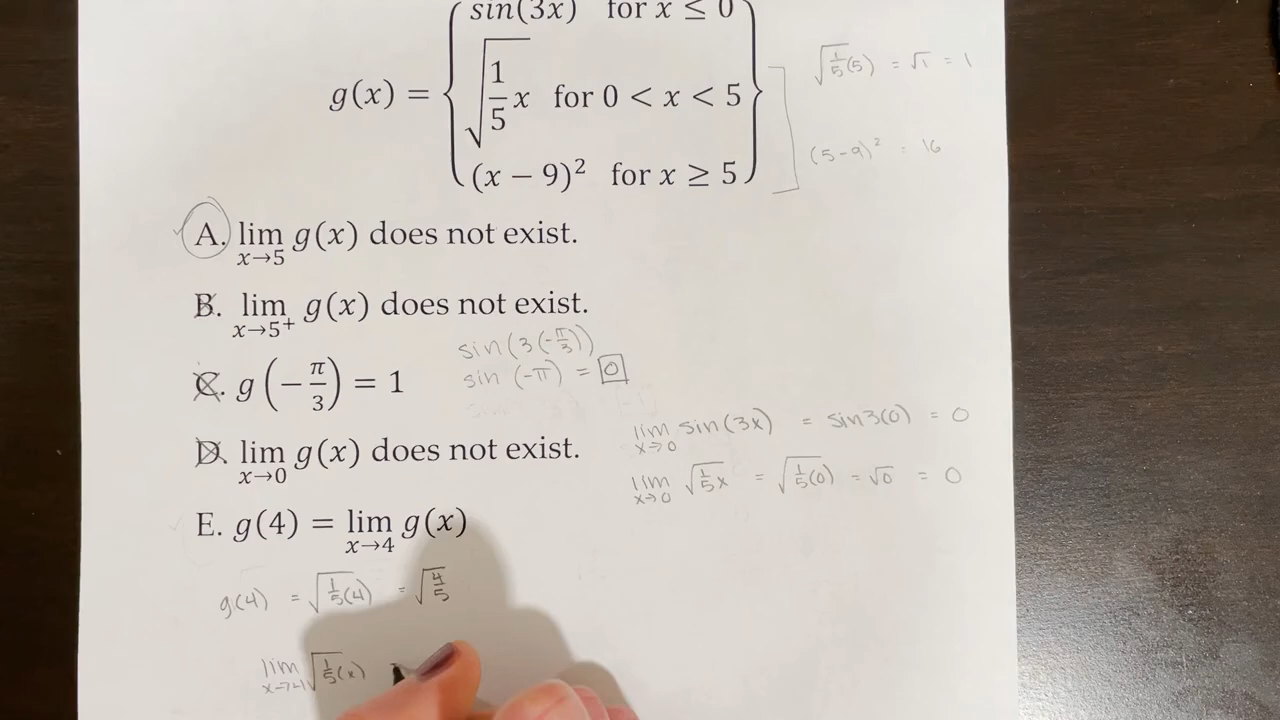 sin(3x) for x ≤ 0
g(x) = √(1/5 x) for 0 < x < 5
(x − 9)² for x ≥ 5
√(1/5(5)) = √1 = 1
(5-9)² = 16
A. lim x→5 g(x) does not exist.
B. lim x→5⁺ g(x) does not exist.
sin(3(-π/3))
sin (-π) = 0
C. g(−π/3) = 1
D. lim x→0 g(x) does not exist.
lim x→0 sin(3x) = sin3(0) = 0
lim x→0 √(1/5 x) = √(1/5(0)) = √0 = 0
E. g(4) = lim x→4 g(x)
g(4) = √(1/5(4)) = √(4/5)
lim x→4 √(1/5(x))